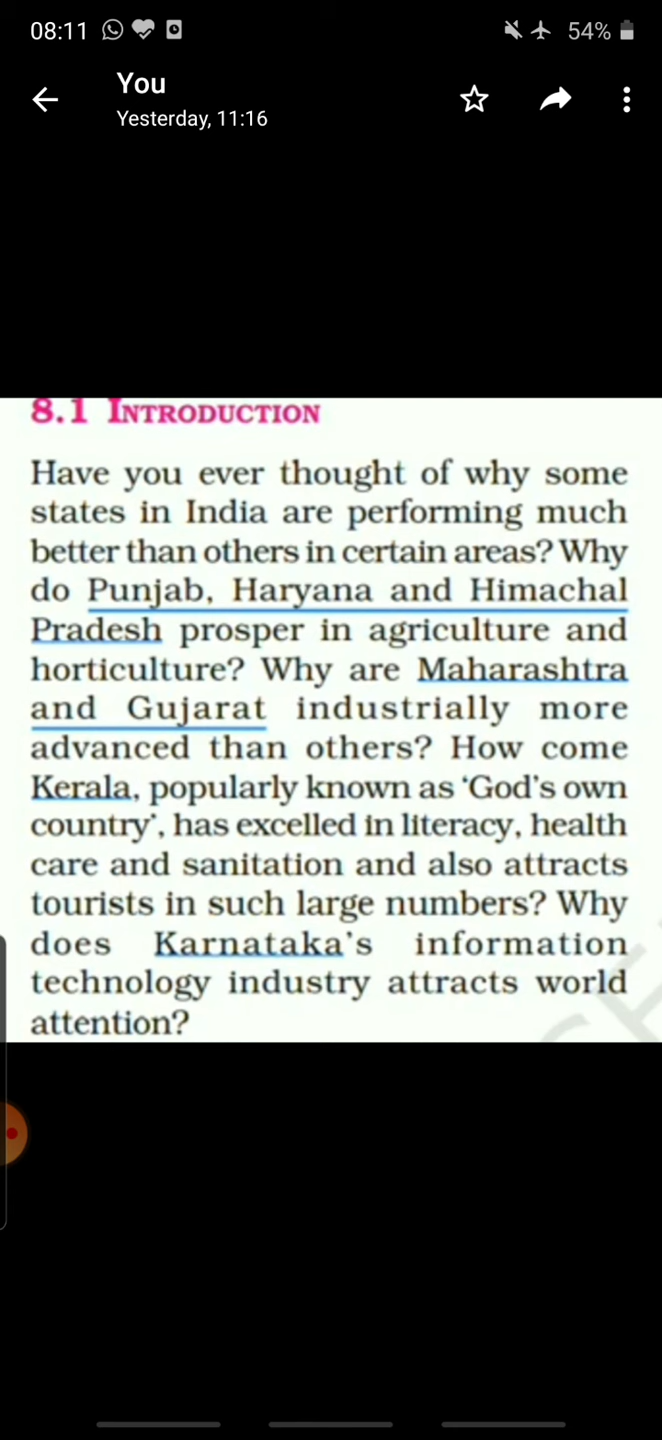 08:11 54%
You
Yesterday, 11:16
8.1 INTRODUCTION
Have you ever thought of why some
states in India are performing much
better than others in certain areas? Why
do Punjab, Haryana and Himachal
Pradesh prosper in agriculture and
horticulture? Why are Maharashtra
and Gujarat industrially more
advanced than others? How come
Kerala, popularly known as ‘God’s own
country’, has excelled in literacy, health
care and sanitation and also attracts
tourists in such large numbers? Why
does Karnataka’s information
technology industry attracts world
attention?